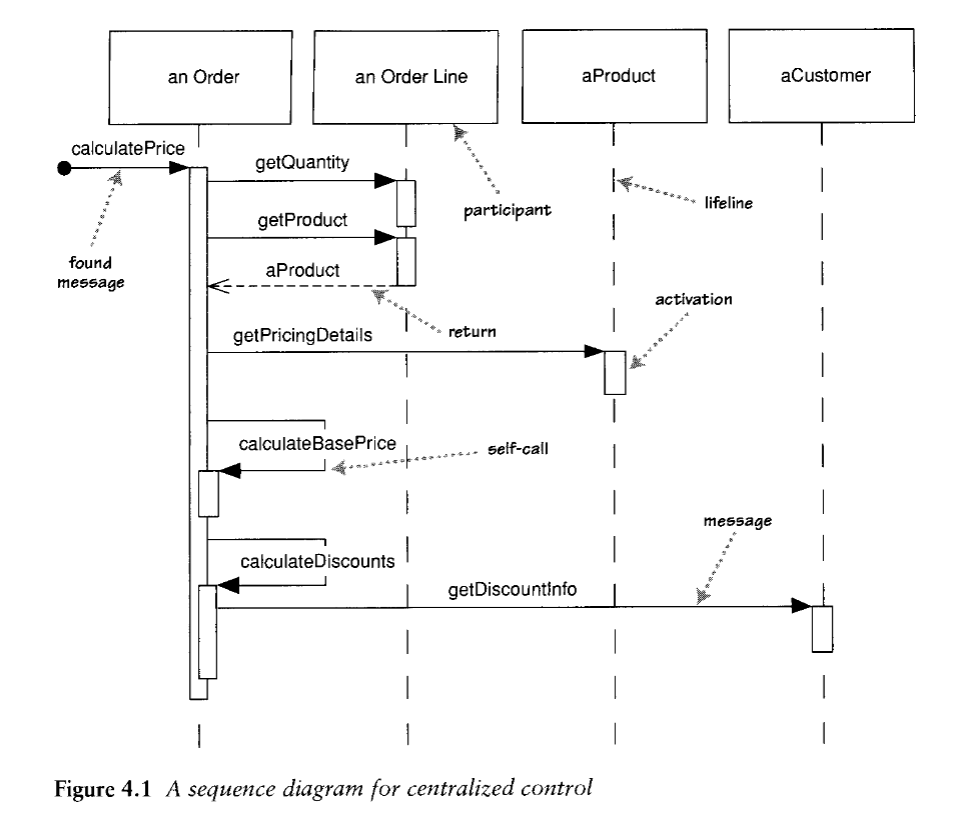 an Order
an Order Line
aProduct
aCustomer
calculatePrice
getQuantity
participant
lifeline
getProduct
found
message
aProduct
activation
return
getPricingDetails
calculateBasePrice
self-call
message
calculateDiscounts
getDiscountInfo
Figure 4.1 A sequence diagram for centralized control